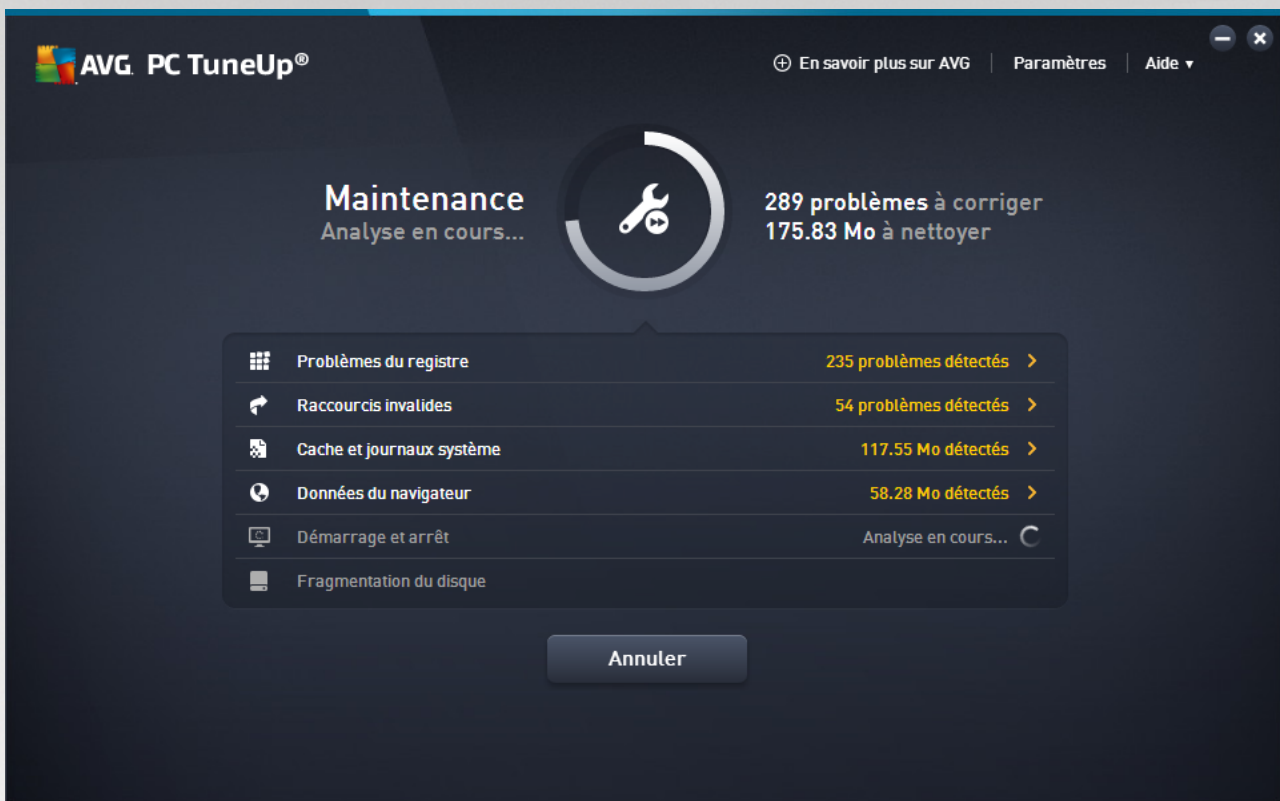 AVG. PC TuneUp®
En savoir plus sur AVG
Paramètres
Aide ▾
Maintenance
Analyse en cours...
289 problèmes à corriger
175.83 Mo à nettoyer
Problèmes du registre 235 problèmes détectés
Raccourcis invalides 54 problèmes détectés
Cache et journaux système 117.55 Mo détectés
Données du navigateur 58.28 Mo détectés
Démarrage et arrêt Analyse en cours...
Fragmentation du disque
Annuler